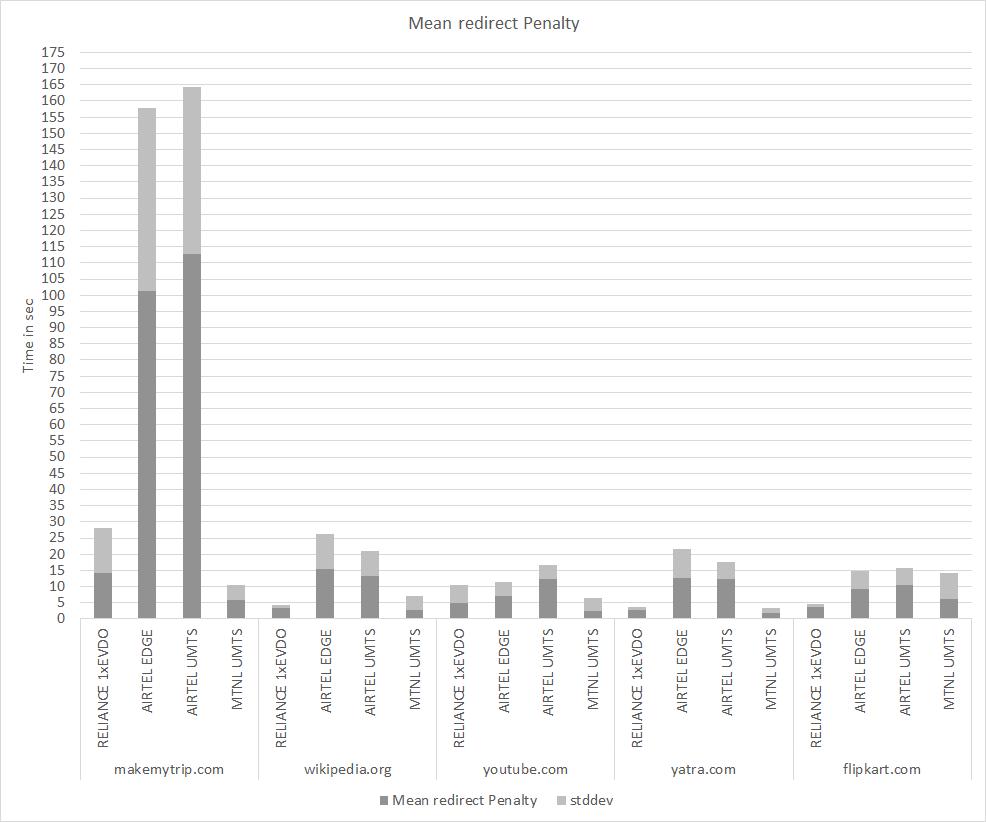 Mean redirect Penalty
Time in sec
175
170
165
160
155
150
145
140
135
130
125
120
115
110
105
100
95
90
85
80
75
70
65
60
55
50
45
40
35
30
25
20
15
10
5
0
RELIANCE 1xEVDO
AIRTEL EDGE
AIRTEL UMTS
MTNL UMTS
RELIANCE 1xEVDO
AIRTEL EDGE
AIRTEL UMTS
MTNL UMTS
RELIANCE 1xEVDO
AIRTEL EDGE
AIRTEL UMTS
MTNL UMTS
RELIANCE 1xEVDO
AIRTEL EDGE
AIRTEL UMTS
MTNL UMTS
RELIANCE 1xEVDO
AIRTEL EDGE
AIRTEL UMTS
MTNL UMTS
makemytrip.com
wikipedia.org
youtube.com
yatra.com
flipkart.com
Mean redirect Penalty
stddev